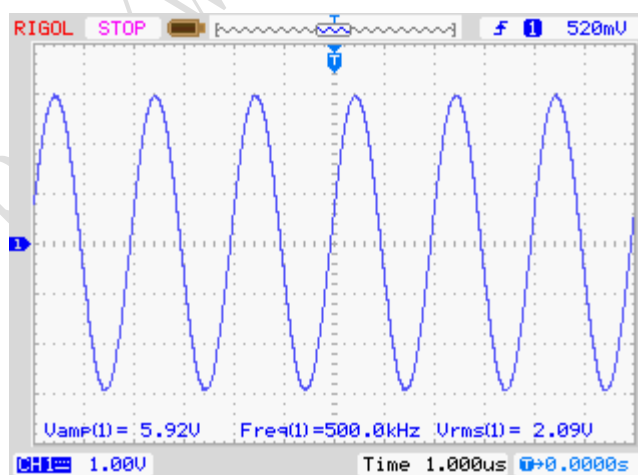 RIGOL STOP T f 1 520mV
T
1
Vamp(1)= 5.92V Freq(1)=500.0kHz Vrms(1)= 2.09V
CH1 1.00V Time 1.000us T→0.0000s